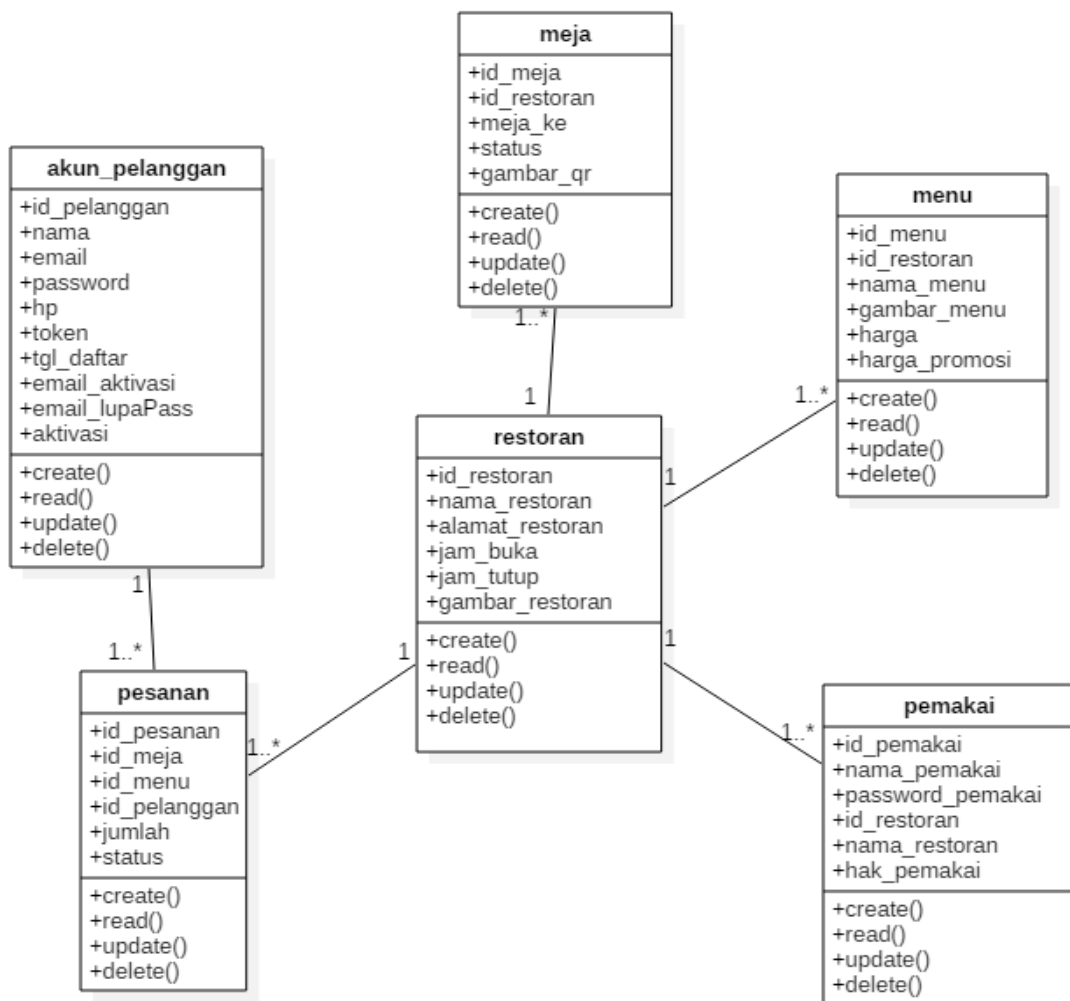 meja
+id_meja
+id_restoran
+meja_ke
+status
+gambar_qr
+create()
+read()
+update()
+delete()
1..*
1
akun_pelanggan
+id_pelanggan
+nama
+email
+password
+hp
+token
+tgl_daftar
+email_aktivasi
+email_lupaPass
+aktivasi
+create()
+read()
+update()
+delete()
1
1..*
menu
+id_menu
+id_restoran
+nama_menu
+gambar_menu
+harga
+harga_promosi
+create()
+read()
+update()
+delete()
1..*
1
restoran
+id_restoran
+nama_restoran
+alamat_restoran
+jam_buka
+jam_tutup
+gambar_restoran
+create()
+read()
+update()
+delete()
1
1..*
1
1..*
pesanan
+id_pesanan
+id_meja
+id_menu
+id_pelanggan
+jumlah
+status
+create()
+read()
+update()
+delete()
pemakai
+id_pemakai
+nama_pemakai
+password_pemakai
+id_restoran
+nama_restoran
+hak_pemakai
+create()
+read()
+update()
+delete()